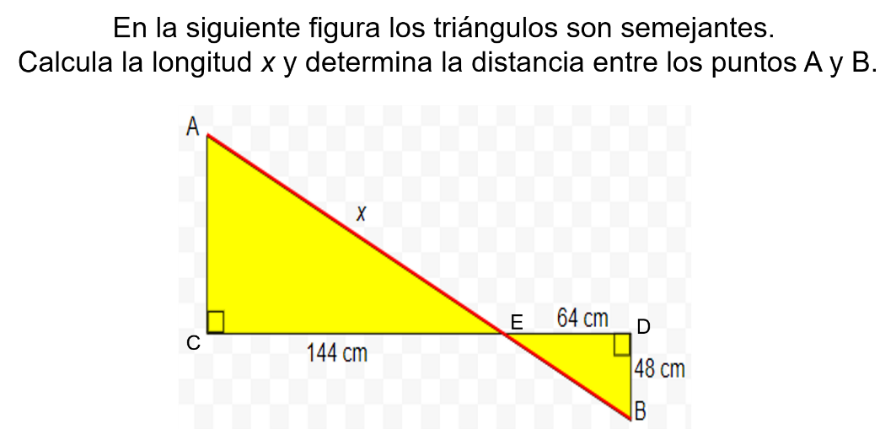 En la siguiente figura los triángulos son semejantes.
Calcula la longitud x y determina la distancia entre los puntos A y B.
A
x
E
64 cm
D
C
144 cm
48 cm
B